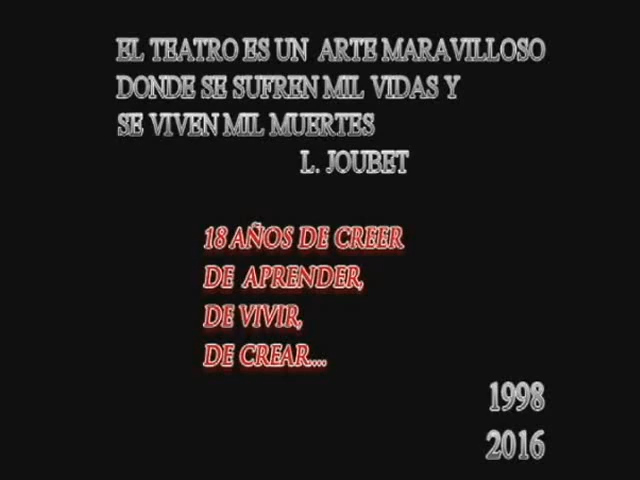 EL TEATRO ES UN ARTE MARAVILLOSO
DONDE SE SUFREN MIL VIDAS Y
SE VIVEN MIL MUERTES
L. JOUBET
18 AÑOS DE CREER
DE APRENDER,
DE VIVIR,
DE CREAR....
1998
2016